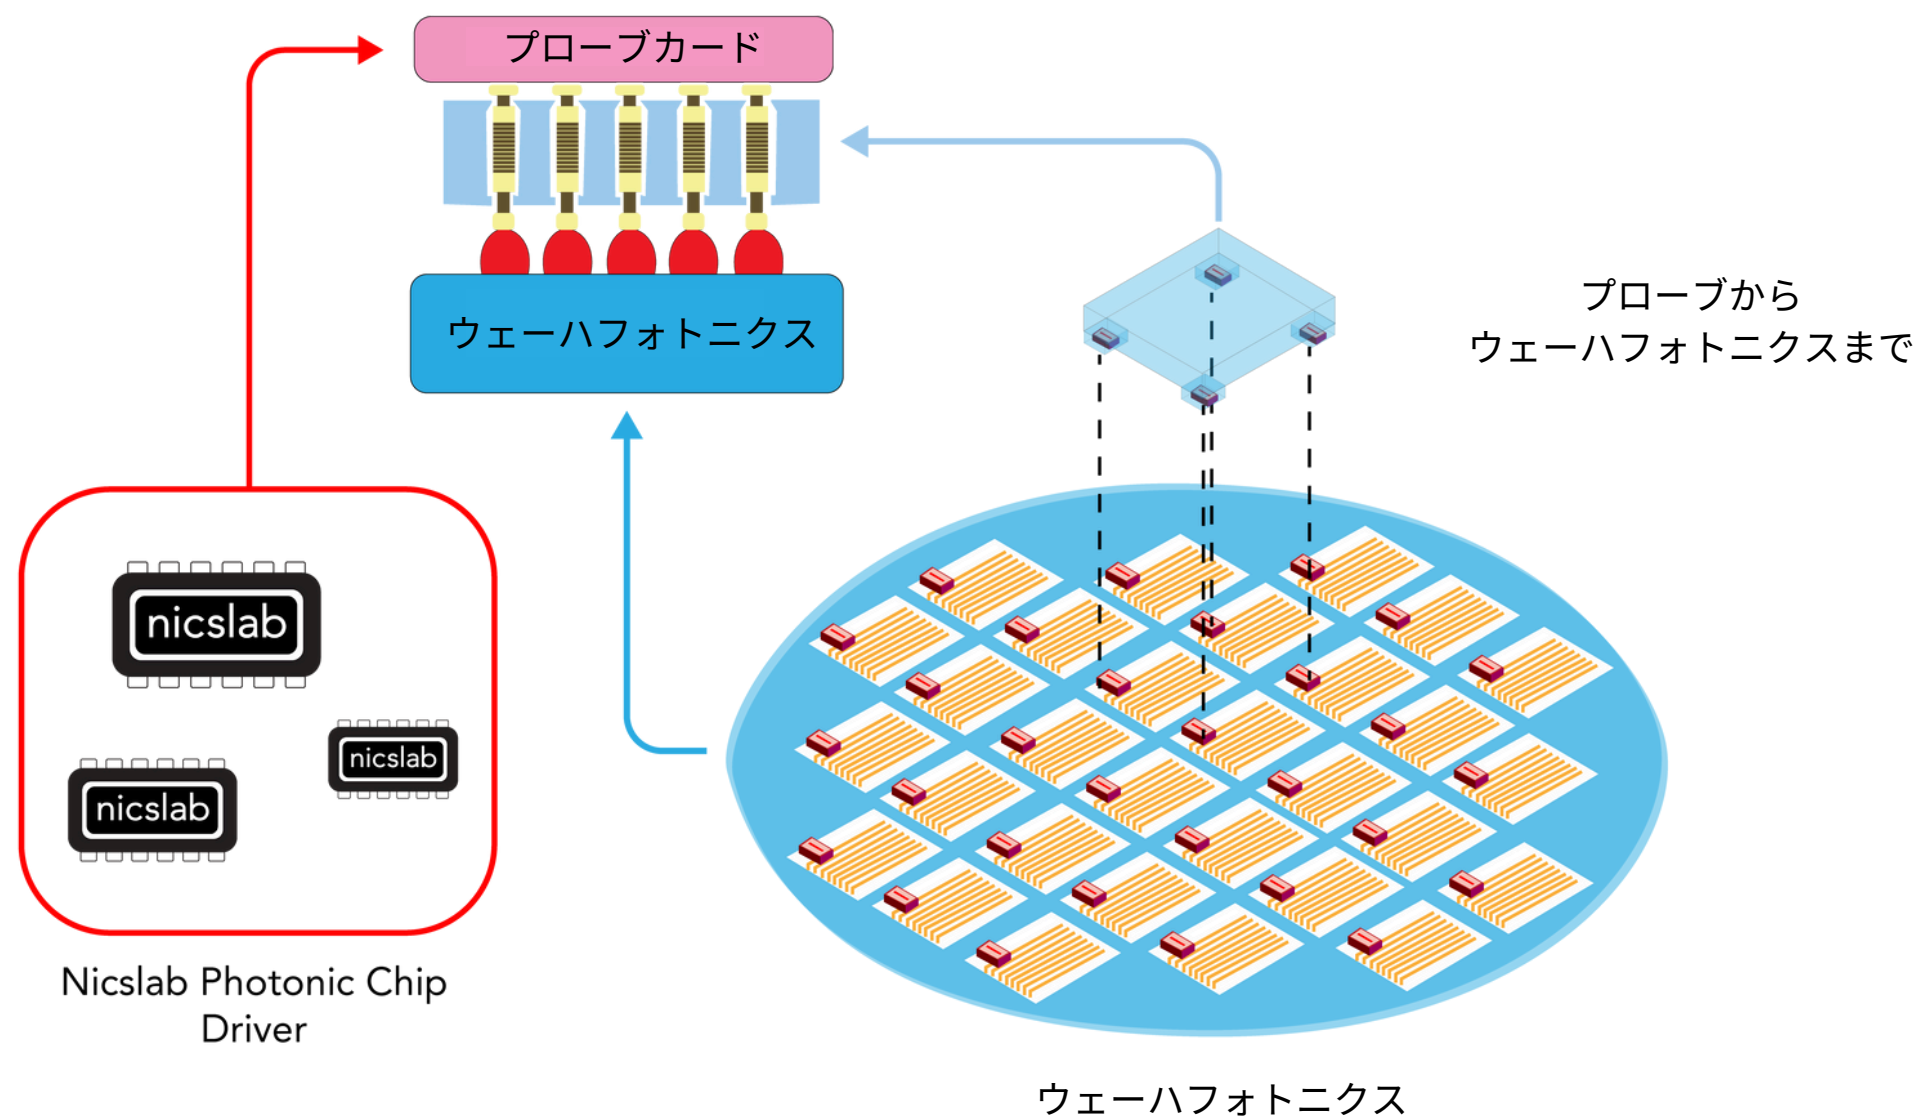 プローブカード
ウェーハフォトニクス
プローブから
ウェーハフォトニクスまで
nicslab
nicslab
nicslab
Nicslab Photonic Chip
Driver
ウェーハフォトニクス